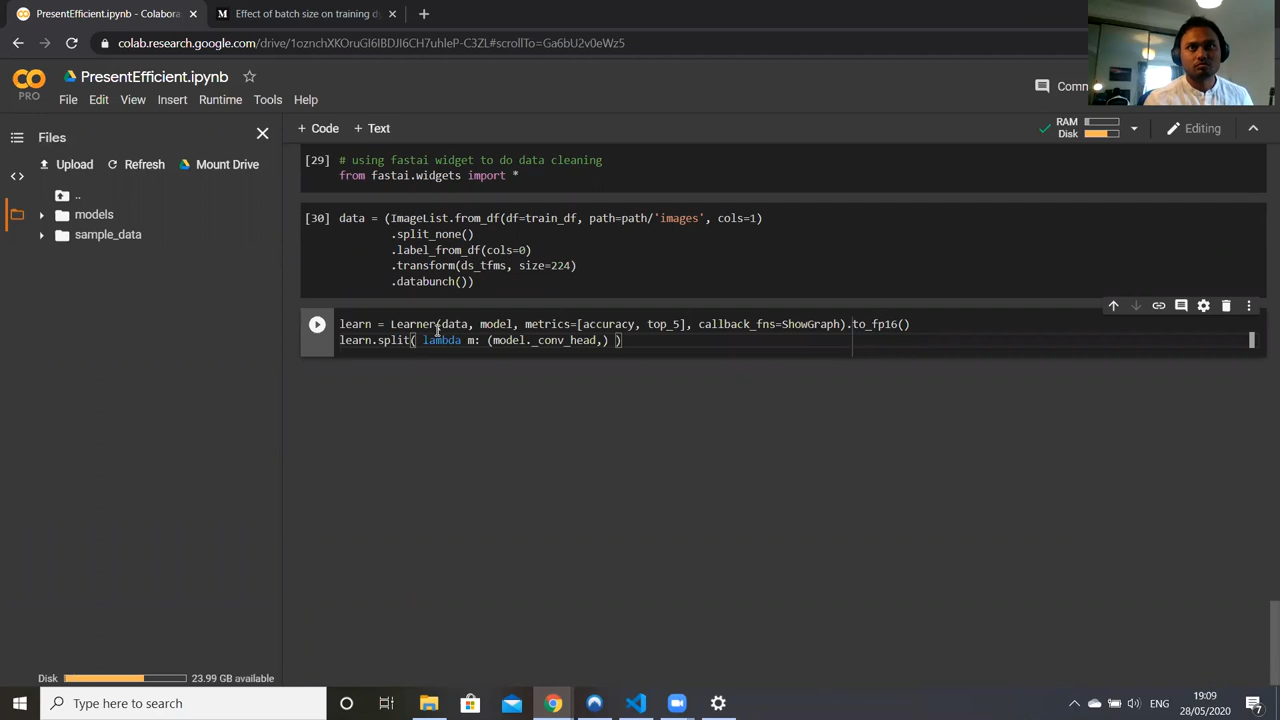 PresentEfficient.ipynb - Colabora
Effect of batch size on training dy
colab.research.google.com/drive/1oznchXKOruGI6IBDJI6CH7uhleP-C3ZL#scrollTo=Ga6bU2v0eWz5
CO
PRO
PresentEfficient.ipynb
File Edit View Insert Runtime Tools Help
Comm
Files
+ Code + Text
RAM
Disk
Editing
Upload Refresh Mount Drive
..
models
sample_data
[29] # using fastai widget to do data cleaning
from fastai.widgets import *
[30] data = (ImageList.from_df(df=train_df, path=path/'images', cols=1)
.split_none()
.label_from_df(cols=0)
.transform(ds_tfms, size=224)
.databunch())
learn = Learner(data, model, metrics=[accuracy, top_5], callback_fns=ShowGraph).to_fp16()
learn.split( lambda m: (model._conv_head,) )
Disk 23.99 GB available
Type here to search
ENG
19:09
28/05/2020
7